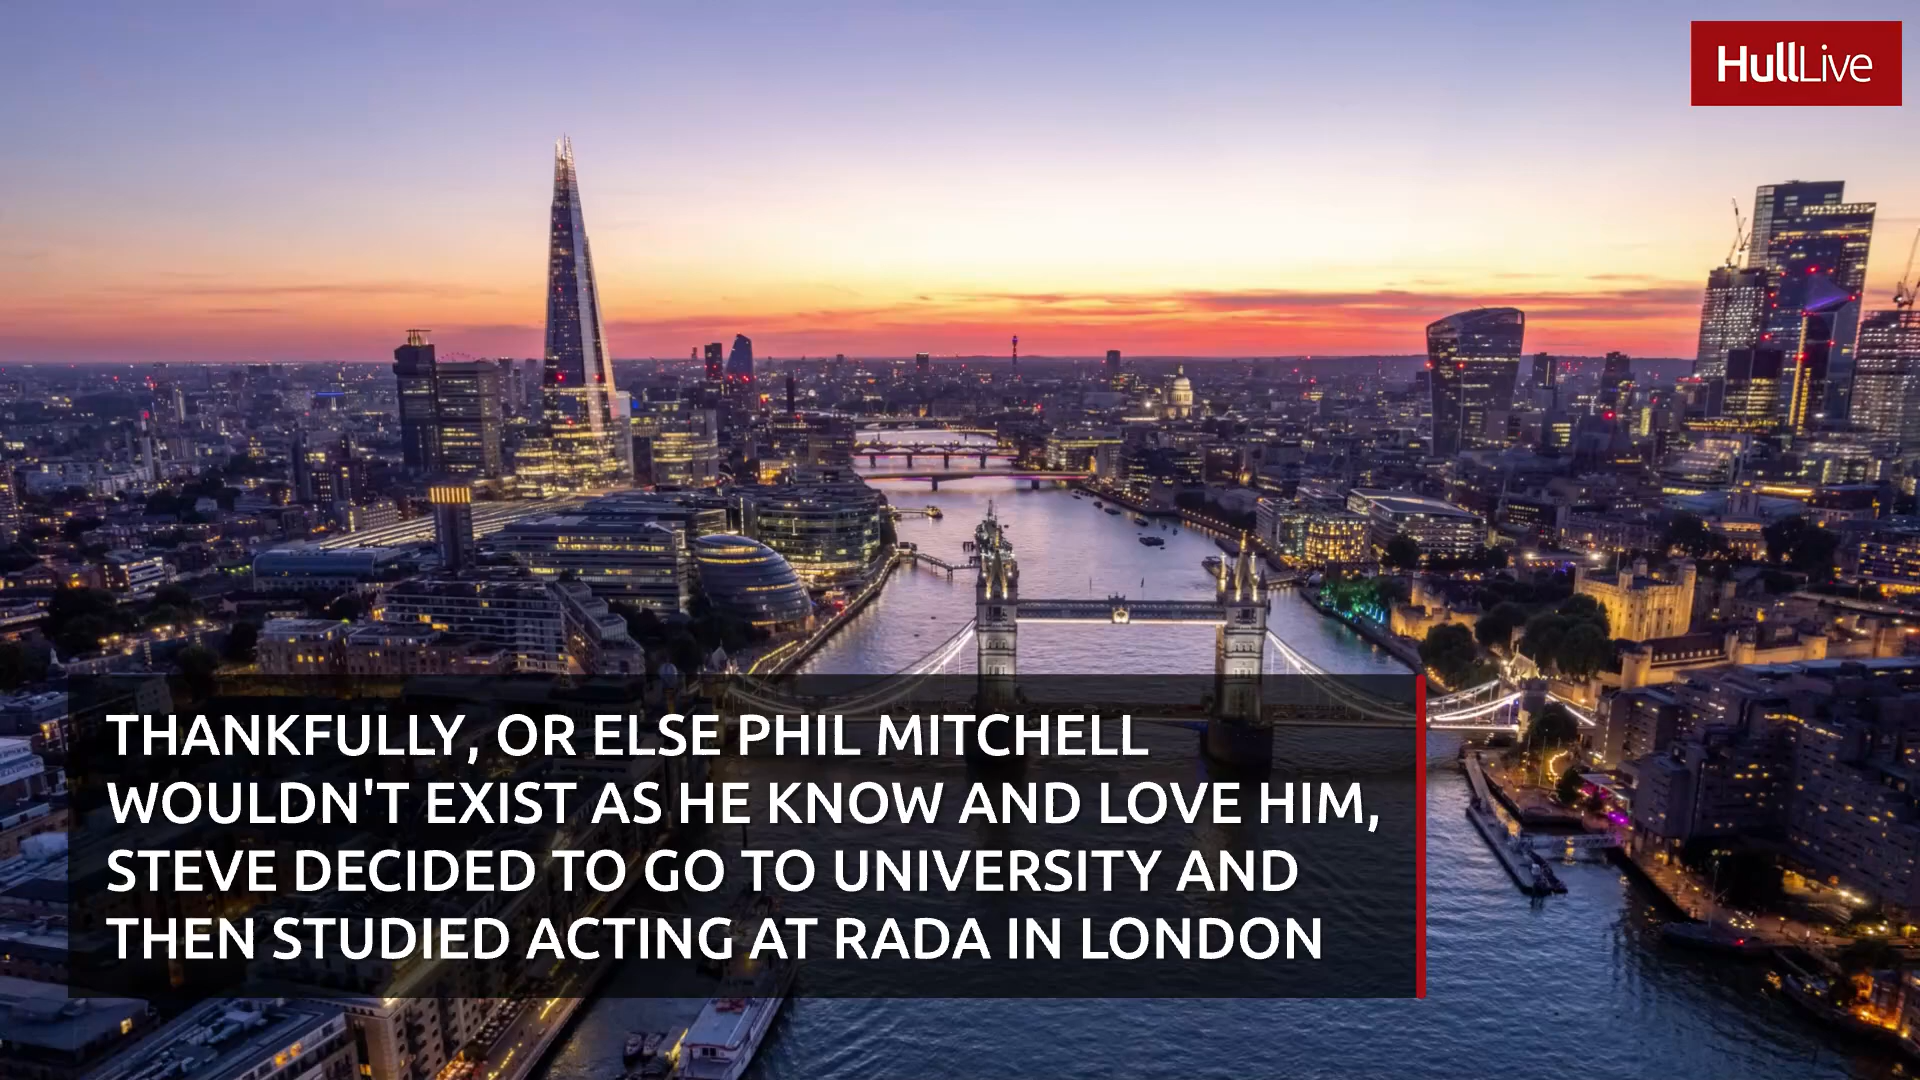 HullLive
THANKFULLY, OR ELSE PHIL MITCHELL
WOULDN'T EXIST AS HE KNOW AND LOVE HIM,
STEVE DECIDED TO GO TO UNIVERSITY AND
THEN STUDIED ACTING AT RADA IN LONDON